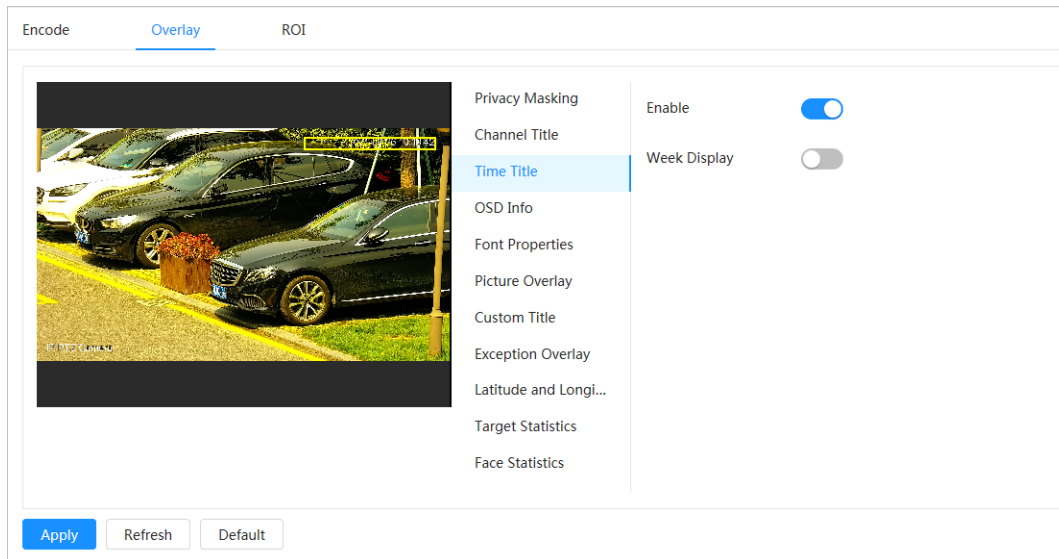 Encode Overlay ROI
Privacy Masking
Channel Title
Time Title
OSD Info
Font Properties
Picture Overlay
Custom Title
Exception Overlay
Latitude and Longi...
Target Statistics
Face Statistics
Enable
Week Display
Apply Refresh Default